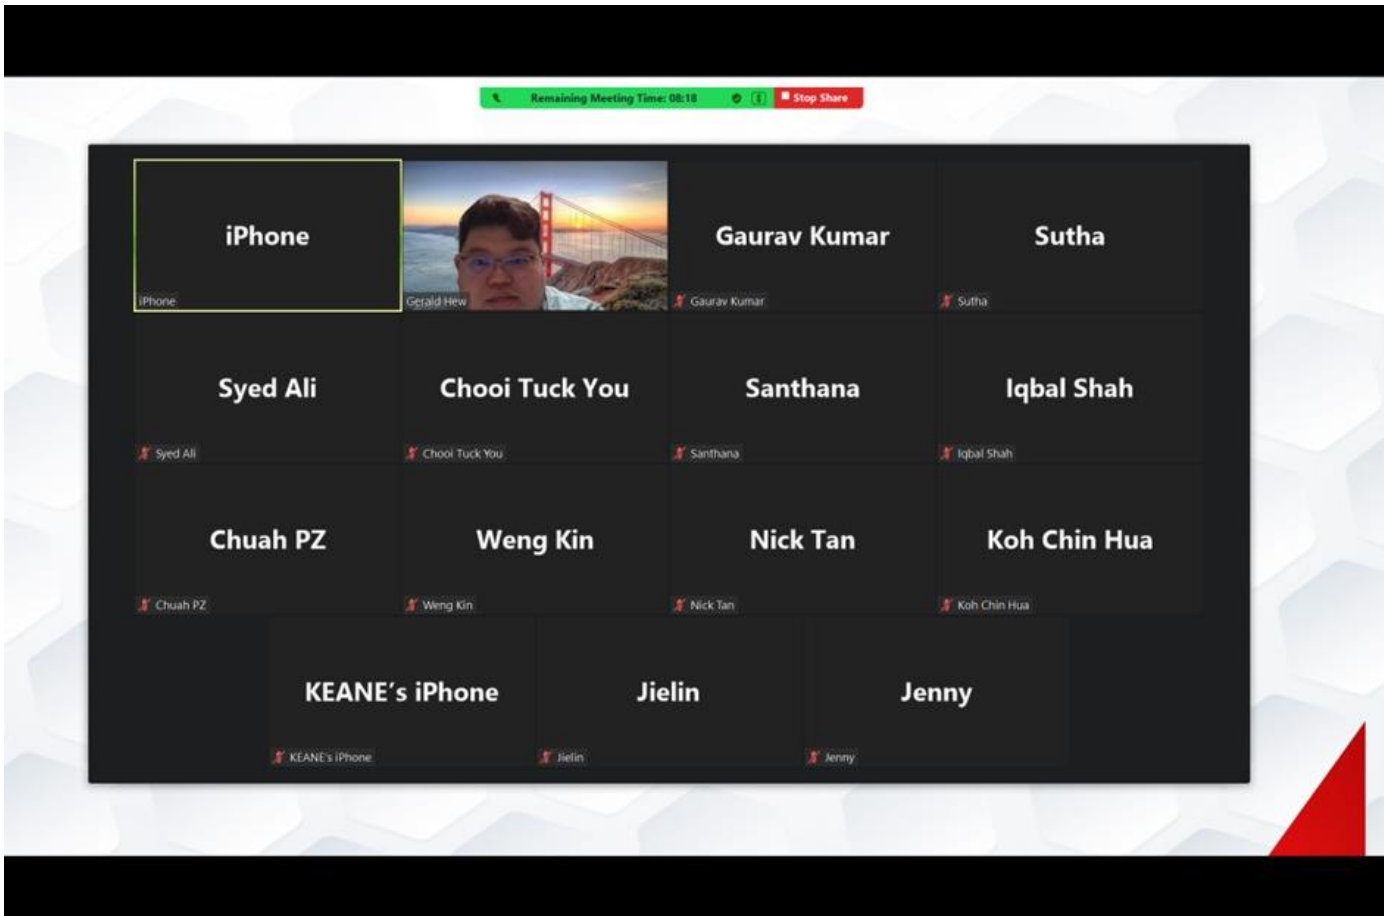 Remaining Meeting Time: 08:18
Stop Share
iPhone
iPhone
Gerald Hew
Gaurav Kumar
Gaurav Kumar
Sutha
Sutha
Syed Ali
Syed Ali
Chooi Tuck You
Chooi Tuck You
Santhana
Santhana
Iqbal Shah
Iqbal Shah
Chuah PZ
Chuah PZ
Weng Kin
Weng Kin
Nick Tan
Nick Tan
Koh Chin Hua
Koh Chin Hua
KEANE's iPhone
KEANE's iPhone
Jielin
Jielin
Jenny
Jenny